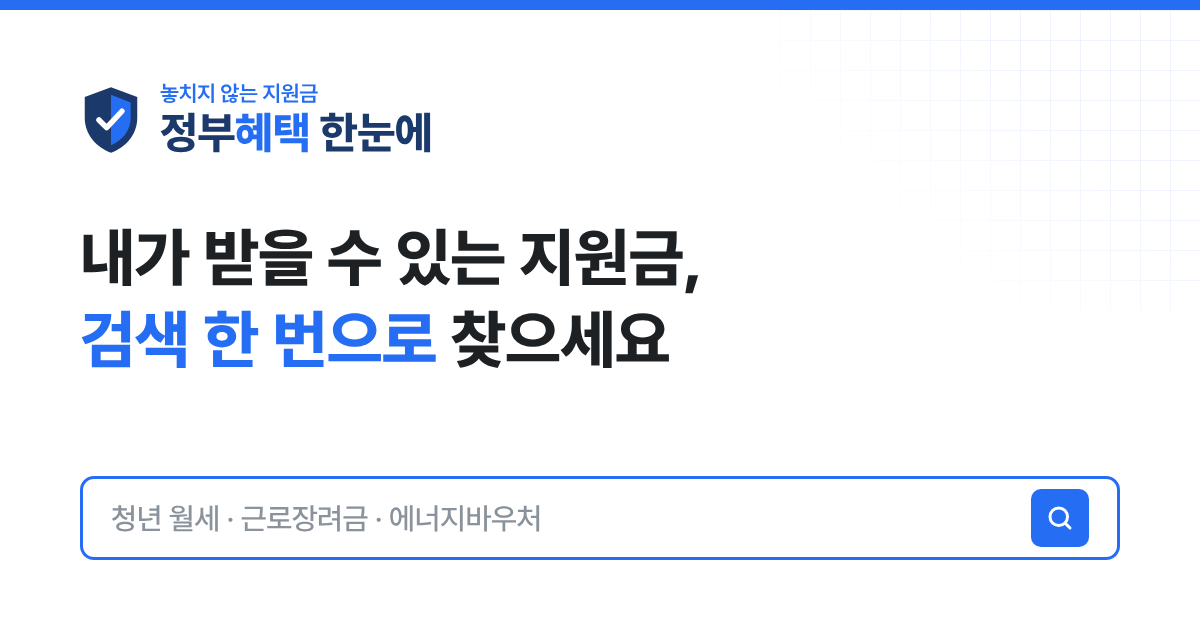 놓치지 않는 지원금
정부혜택 한눈에
내가 받을 수 있는 지원금,
검색 한 번으로 찾으세요
청년 월세 · 근로장려금 · 에너지바우처